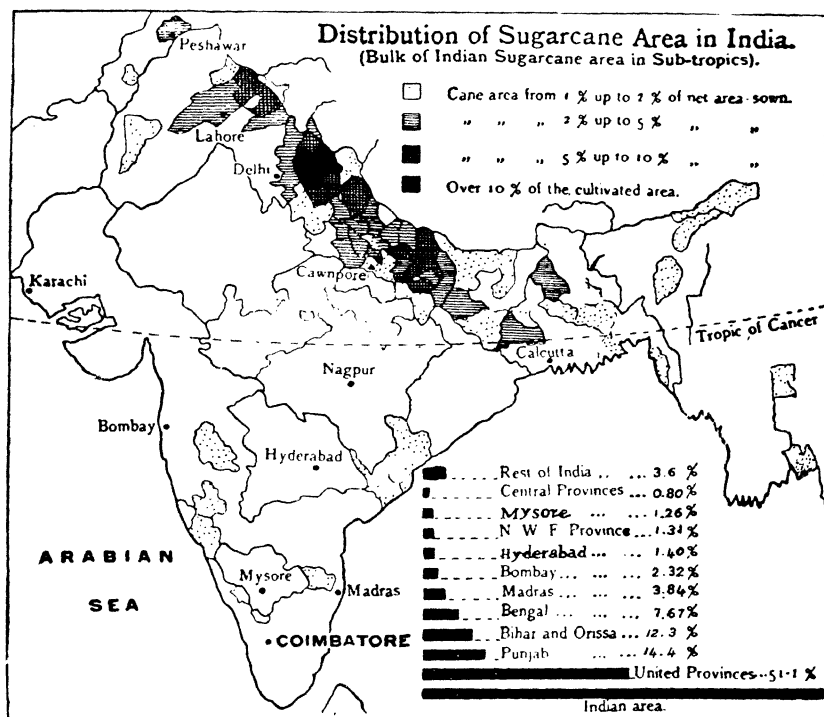 Distribution of Sugarcane Area in India.
(Bulk of Indian Sugarcane area in Sub-tropics).
Cane area from 1 % up to 2 % of net area sown.
" " " 2 % up to 5 % " "
" " " 5 % up to 10 % " "
Over 10 % of the cultivated area.
Peshawar
Lahore
Delhi
Cawnpore
Karachi
Tropic of Cancer
Calcutta
Nagpur
Bombay
Hyderabad
ARABIAN
SEA
Mysore
Madras
COIMBATORE
Rest of India .. ... 3.6 %
Central Provinces ... 0.80 %
Mysore ... ... 1.26 %
N W F Province ... 1.31 %
Hyderabad ... ... 1.40 %
Bombay ... ... ... 2.32 %
Madras ... ... ... 3.84 %
Bengal ... ... ... 7.67 %
Bihar and Orissa ... 12.3 %
Punjab ... ... 14.4 %
United Provinces ... 51.1 %
Indian area.